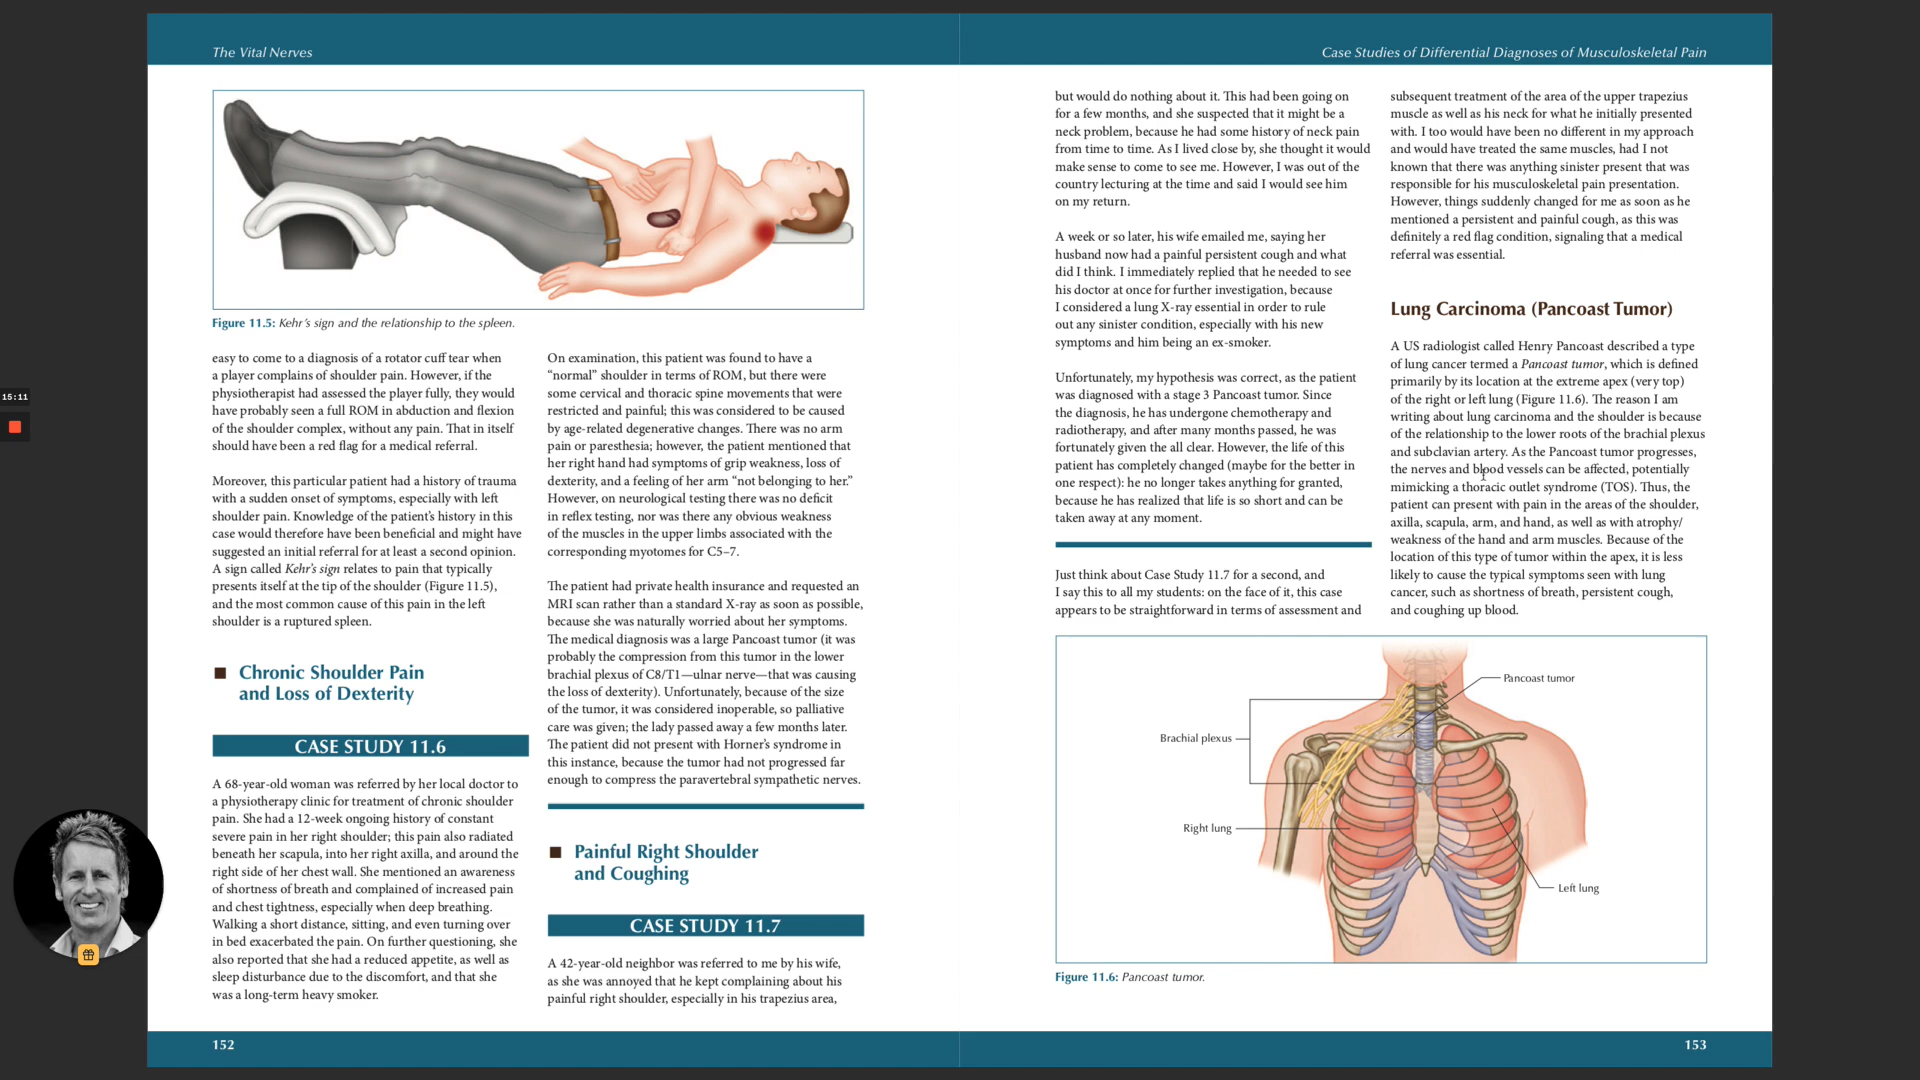 The Vital Nerves
Figure 11.5: Kehr's sign and the relationship to the spleen.
easy to come to a diagnosis of a rotator cuff tear when
a player complains of shoulder pain. However, if the
physiotherapist had assessed the player fully, they would
have probably seen a full ROM in abduction and flexion
of the shoulder complex, without any pain. That in itself
should have been a red flag for a medical referral.
Moreover, this particular patient had a history of trauma
with a sudden onset of symptoms, especially with left
shoulder pain. Knowledge of the patient's history in this
case would therefore have been beneficial and might have
suggested an initial referral for at least a second opinion.
A sign called Kehr's sign relates to pain that typically
presents itself at the tip of the shoulder (Figure 11.5),
and the most common cause of this pain in the left
shoulder is a ruptured spleen.
Chronic Shoulder Pain
and Loss of Dexterity
CASE STUDY 11.6
A 68-year-old woman was referred by her local doctor to
a physiotherapy clinic for treatment of chronic shoulder
pain. She had a 12-week ongoing history of constant
severe pain in her right shoulder; this pain also radiated
beneath her scapula, into her right axilla, and around the
right side of her chest wall. She mentioned an awareness
of shortness of breath and complained of increased pain
and chest tightness, especially when deep breathing.
Walking a short distance, sitting, and even turning over
in bed exacerbated the pain. On further questioning, she
also reported that she had a reduced appetite, as well as
sleep disturbance due to the discomfort, and that she
was a long-term heavy smoker.
On examination, this patient was found to have a
“normal” shoulder in terms of ROM, but there were
some cervical and thoracic spine movements that were
restricted and painful; this was considered to be caused
by age-related degenerative changes. There was no arm
pain or paresthesia; however, the patient mentioned that
her right hand had symptoms of grip weakness, loss of
dexterity, and a feeling of her arm “not belonging to her.”
However, on neurological testing there was no deficit
in reflex testing, nor was there any obvious weakness
of the muscles in the upper limbs associated with the
corresponding myotomes for C5–7.
The patient had private health insurance and requested an
MRI scan rather than a standard X-ray as soon as possible,
because she was naturally worried about her symptoms.
The medical diagnosis was a large Pancoast tumor (it was
probably the compression from this tumor in the lower
brachial plexus of C8/T1—ulnar nerve—that was causing
the loss of dexterity). Unfortunately, because of the size
of the tumor, it was considered inoperable, so palliative
care was given; the lady passed away a few months later.
The patient did not present with Horner's syndrome in
this instance, because the tumor had not progressed far
enough to compress the paravertebral sympathetic nerves.
Painful Right Shoulder
and Coughing
CASE STUDY 11.7
A 42-year-old neighbor was referred to me by his wife,
as she was annoyed that he kept complaining about his
painful right shoulder, especially in his trapezius area,
152
Case Studies of Differential Diagnoses of Musculoskeletal Pain
but would do nothing about it. This had been going on
for a few months, and she suspected that it might be a
neck problem, because he had some history of neck pain
from time to time. As I lived close by, she thought it would
make sense to come to see me. However, I was out of the
country lecturing at the time and said I would see him
on my return.
A week or so later, his wife emailed me, saying her
husband now had a painful persistent cough and what
did I think. I immediately replied that he needed to see
his doctor at once for further investigation, because
I considered a lung X-ray essential in order to rule
out any sinister condition, especially with his new
symptoms and him being an ex-smoker.
Unfortunately, my hypothesis was correct, as the patient
was diagnosed with a stage 3 Pancoast tumor. Since
the diagnosis, he has undergone chemotherapy and
radiotherapy, and after many months passed, he was
fortunately given the all clear. However, the life of this
patient has completely changed (maybe for the better in
one respect): he no longer takes anything for granted,
because he has realized that life is so short and can be
taken away at any moment.
Just think about Case Study 11.7 for a second, and
I say this to all my students: on the face of it, this case
appears to be straightforward in terms of assessment and
subsequent treatment of the area of the upper trapezius
muscle as well as his neck for what he initially presented
with. I too would have been no different in my approach
and would have treated the same muscles, had I not
known that there was anything sinister present that was
responsible for his musculoskeletal pain presentation.
However, things suddenly changed for me as soon as he
mentioned a persistent and painful cough, as this was
definitely a red flag condition, signaling that a medical
referral was essential.
Lung Carcinoma (Pancoast Tumor)
A US radiologist called Henry Pancoast described a type
of lung cancer termed a Pancoast tumor, which is defined
primarily by its location at the extreme apex (very top)
of the right or left lung (Figure 11.6). The reason I am
writing about lung carcinoma and the shoulder is because
of the relationship to the lower roots of the brachial plexus
and subclavian artery. As the Pancoast tumor progresses,
the nerves and blood vessels can be affected, potentially
mimicking a thoracic outlet syndrome (TOS). Thus, the
patient can present with pain in the areas of the shoulder,
axilla, scapula, arm, and hand, as well as with atrophy/
weakness of the hand and arm muscles. Because of the
location of this type of tumor within the apex, it is less
likely to cause the typical symptoms seen with lung
cancer, such as shortness of breath, persistent cough,
and coughing up blood.
Pancoast tumor
Brachial plexus
Right lung
Left lung
Figure 11.6: Pancoast tumor.
153
15:11